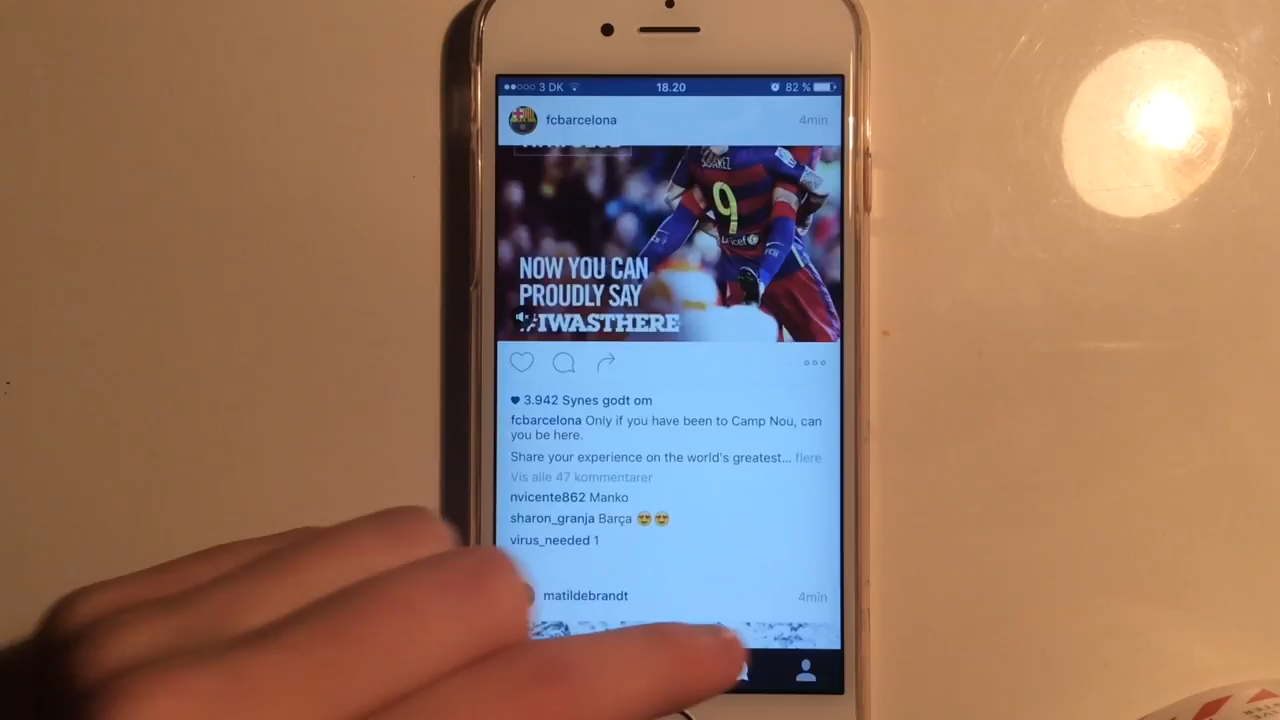 3 DK 18.20 82 %
fcbarcelona 4min
SUAREZ
9
unicef
NOW YOU CAN
PROUDLY SAY
#IWASTHERE
3.942 Synes godt om
fcbarcelona Only if you have been to Camp Nou, can
you be here.
Share your experience on the world's greatest... flere
Vis alle 47 kommentarer
nvicente862 Manko
sharon_granja Barça 😍😍
virus_needed 1
matildebrandt 4min